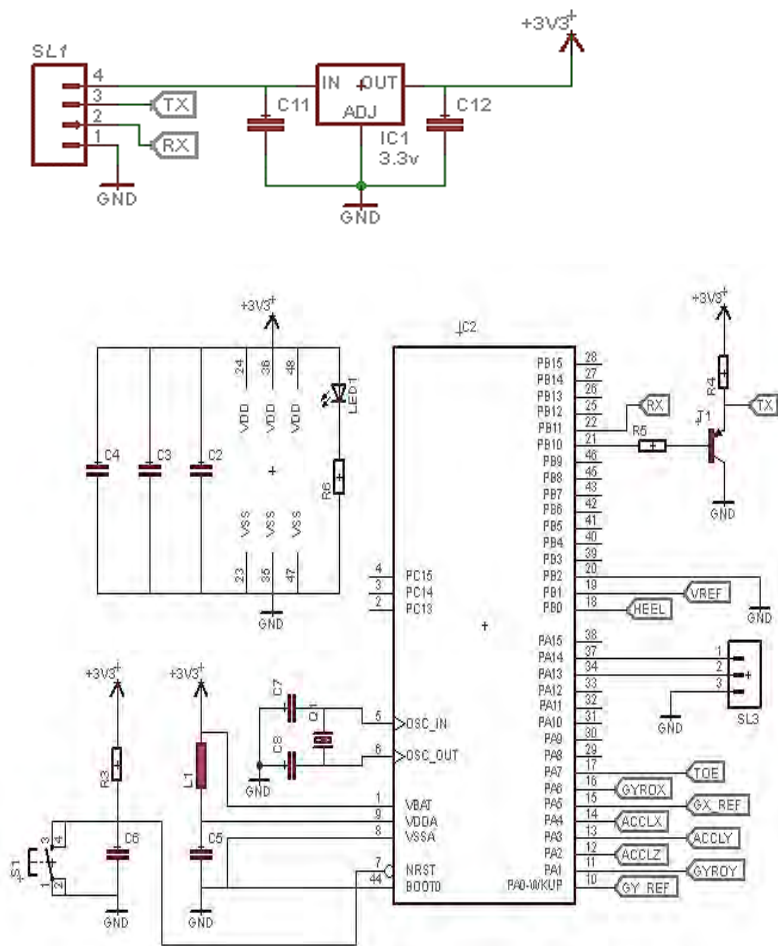 +3V3
SL1
4
3
2
1
TX
RX
GND
C11
IN
OUT
ADJ
IC1
3.3v
C12
GND
+3V3
24
36
48
VDD
VDD
VDD
LED1
C4
C3
C2
R6
VSS
VSS
VSS
23
35
47
GND
IC2
PB15 28
PB14 27
PB13 26
PB12 25
PB11 22
PB10 21
PB9 46
PB8 45
PB7 43
PB6 42
PB5 41
PB4 40
PB3 39
PB2 20
PB1 19
PB0 18
PA15 38
PA14 37
PA13 34
PA12 33
PA11 32
PA10 31
PA9 30
PA8 29
PA7 17
PA6 16
PA5 15
PA4 14
PA3 13
PA2 12
PA1 11
PA0-WKUP 10
4 PC15
3 PC14
2 PC13
5 OSC_IN
6 OSC_OUT
1 VBAT
9 VDDA
8 VSSA
7 NRST
44 BOOT0
+3V3
R4
RX
TX
R5
T1
GND
VREF
HEEL
GND
1
2
3
SL3
GND
TOE
GYROX
GX_REF
ACCLX
ACCLY
ACCLZ
GYROY
GY_REF
+3V3
+3V3
R3
L1
C7
C8
Q1
GND
S1
3
4
1
2
C6
C5
GND
GND